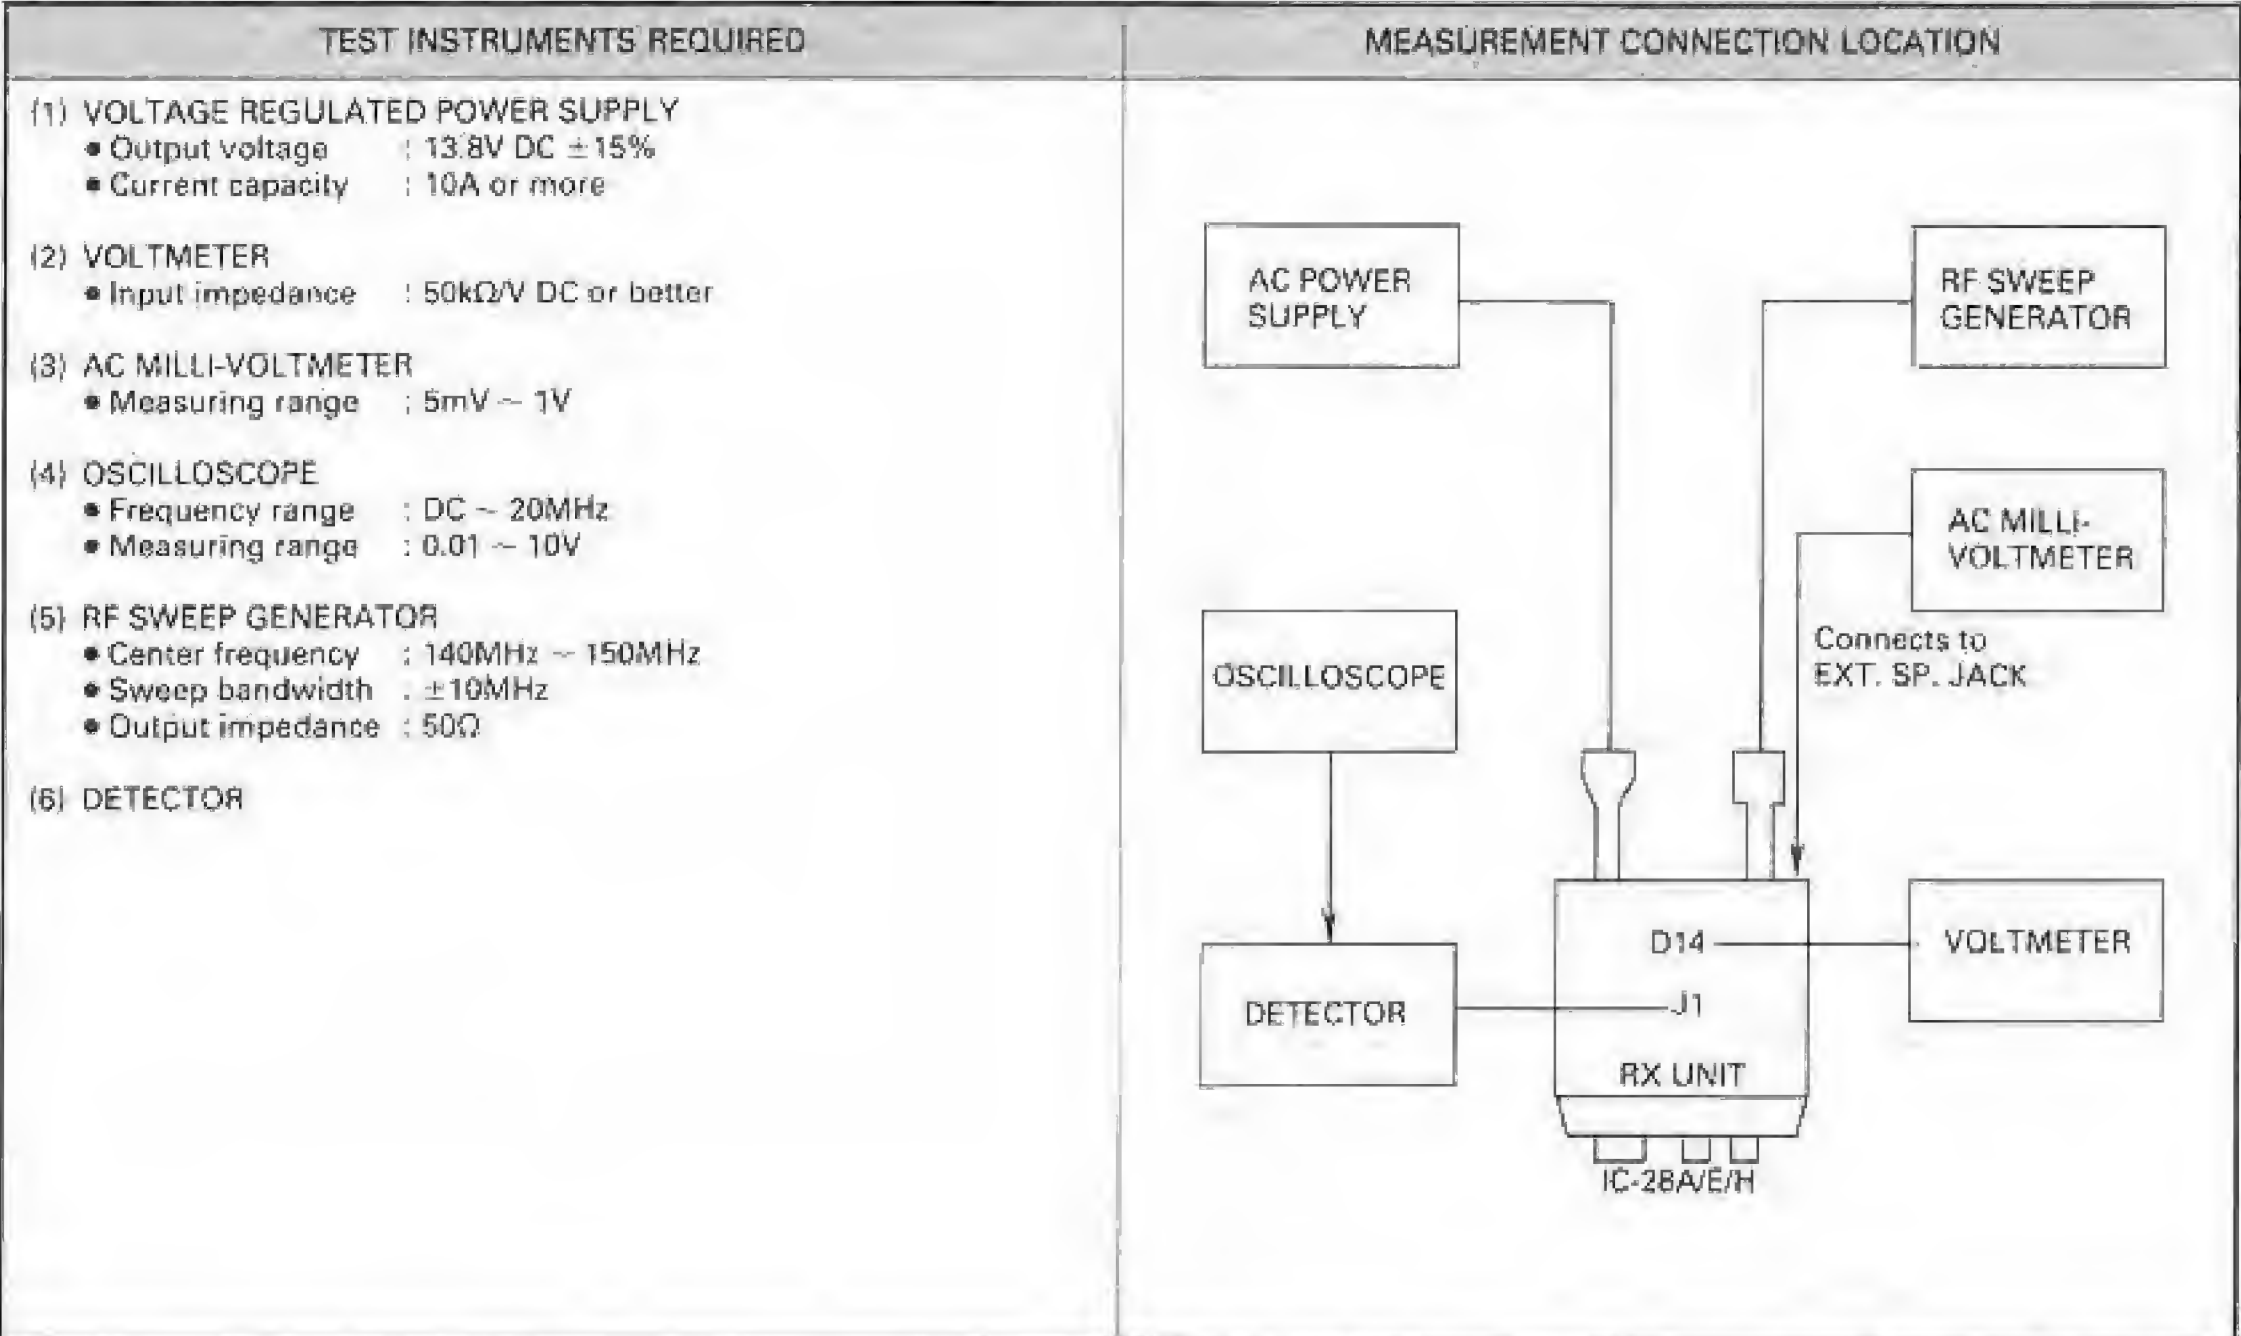 TEST INSTRUMENTS REQUIRED
(1) VOLTAGE REGULATED POWER SUPPLY
● Output voltage : 13.8V DC ±15%
● Current capacity : 10A or more
(2) VOLTMETER
● Input impedance : 50kΩ/V DC or better
(3) AC MILLI-VOLTMETER
● Measuring range : 5mV ~ 1V
(4) OSCILLOSCOPE
● Frequency range : DC ~ 20MHz
● Measuring range : 0.01 ~ 10V
(5) RF SWEEP GENERATOR
● Center frequency : 140MHz ~ 150MHz
● Sweep bandwidth : ±10MHz
● Output impedance : 50Ω
(6) DETECTOR
MEASUREMENT CONNECTION LOCATION
AC POWER
SUPPLY
RF SWEEP
GENERATOR
AC MILLI-
VOLTMETER
Connects to
EXT. SP. JACK
OSCILLOSCOPE
D14
VOLTMETER
DETECTOR
J1
RX UNIT
IC-28A/E/H